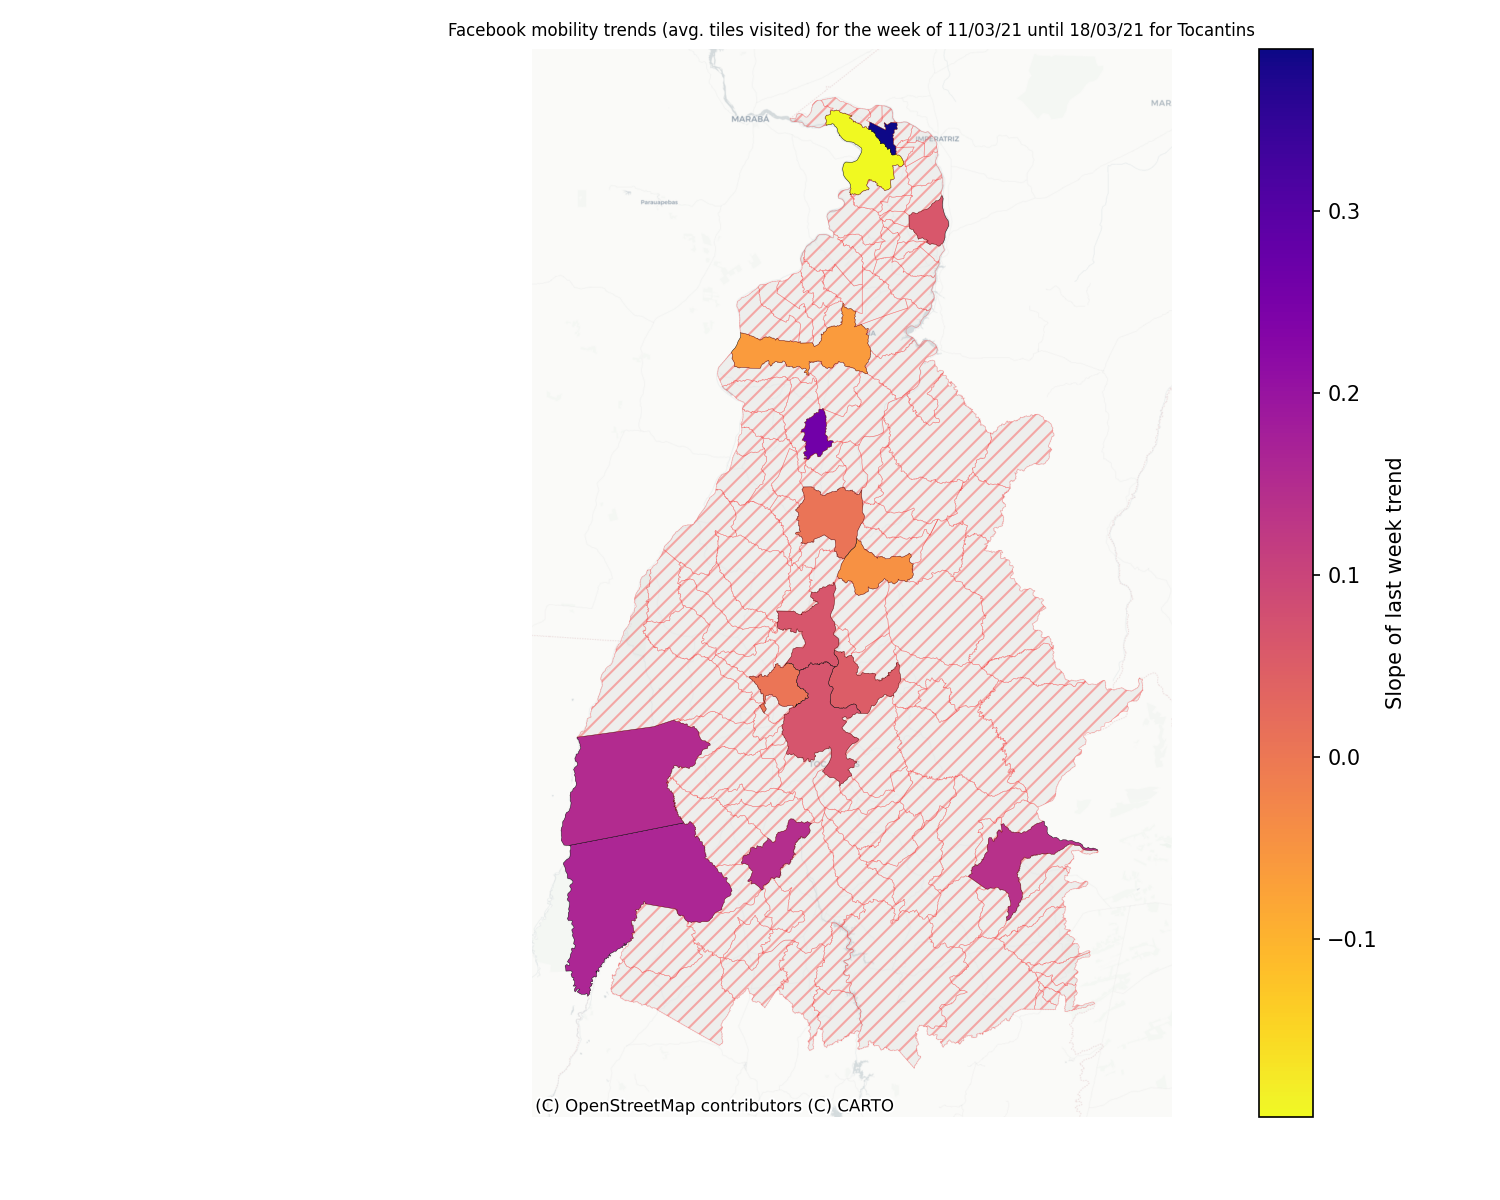 Facebook mobility trends (avg. tiles visited) for the week of 11/03/21 until 18/03/21 for Tocantins
MAR
MARABÁ
IMPERATRIZ
Parauapebas
0.3
0.2
0.1
0.0
−0.1
Slope of last week trend
(C) OpenStreetMap contributors (C) CARTO